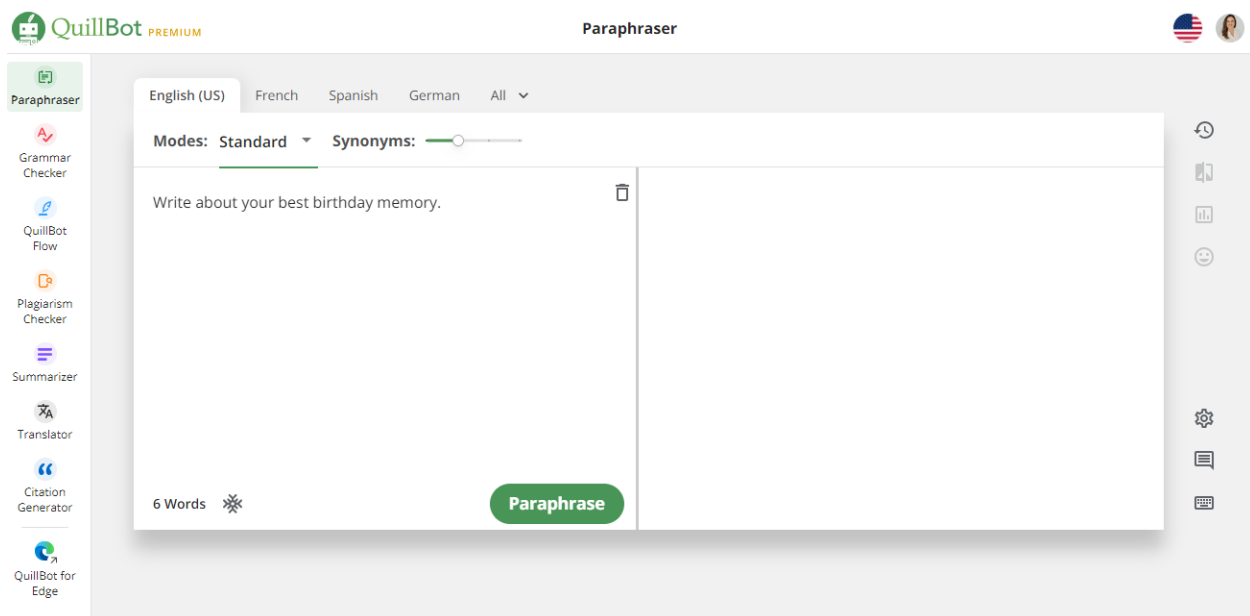 QuillBot PREMIUM
Paraphraser
Paraphraser
Grammar
Checker
QuillBot
Flow
Plagiarism
Checker
Summarizer
Translator
Citation
Generator
QuillBot for
Edge
English (US) French Spanish German All
Modes: Standard Synonyms:
Write about your best birthday memory.
6 Words Paraphrase